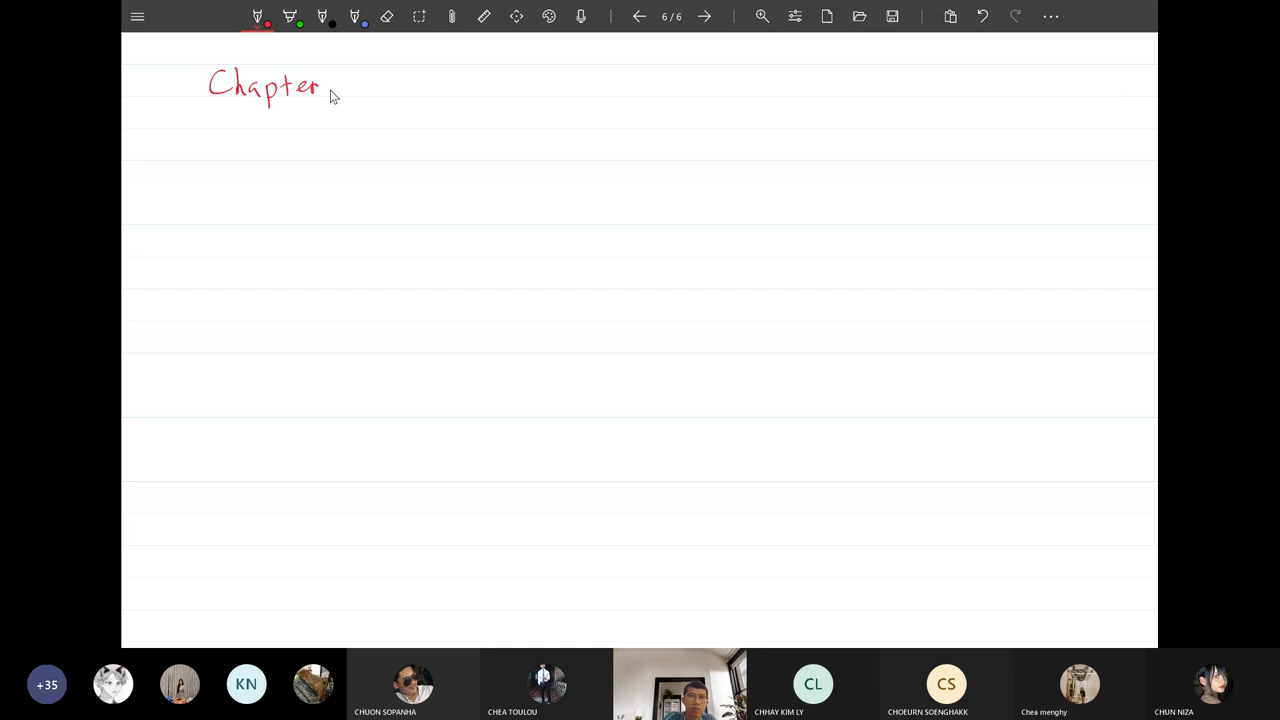 6/6
Chapter
+35
KN
CL
CS
CHUON SOPANHA
CHEA TOULOU
CHHAY KIM LY
CHOEURN SOENGHAKK
Chea menghy
CHUN NIZA